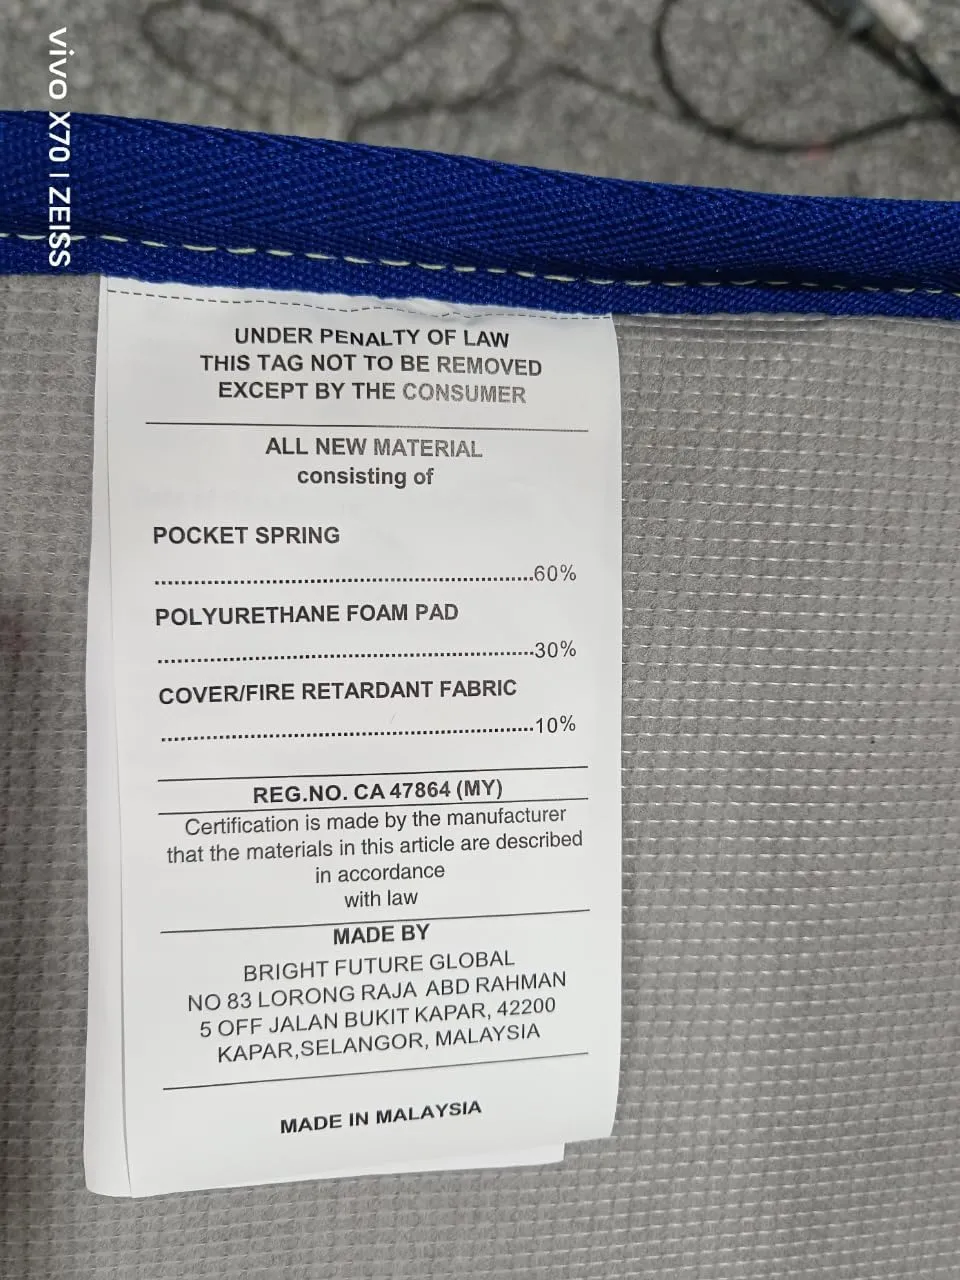 vivo X70 | ZEISS
UNDER PENALTY OF LAW
THIS TAG NOT TO BE REMOVED
EXCEPT BY THE CONSUMER
ALL NEW MATERIAL
consisting of
POCKET SPRING
......................................................60%
POLYURETHANE FOAM PAD
......................................................30%
COVER/FIRE RETARDANT FABRIC
......................................................10%
REG.NO. CA 47864 (MY)
Certification is made by the manufacturer
that the materials in this article are described
in accordance
with law
MADE BY
BRIGHT FUTURE GLOBAL
NO 83 LORONG RAJA ABD RAHMAN
5 OFF JALAN BUKIT KAPAR, 42200
KAPAR,SELANGOR, MALAYSIA
MADE IN MALAYSIA